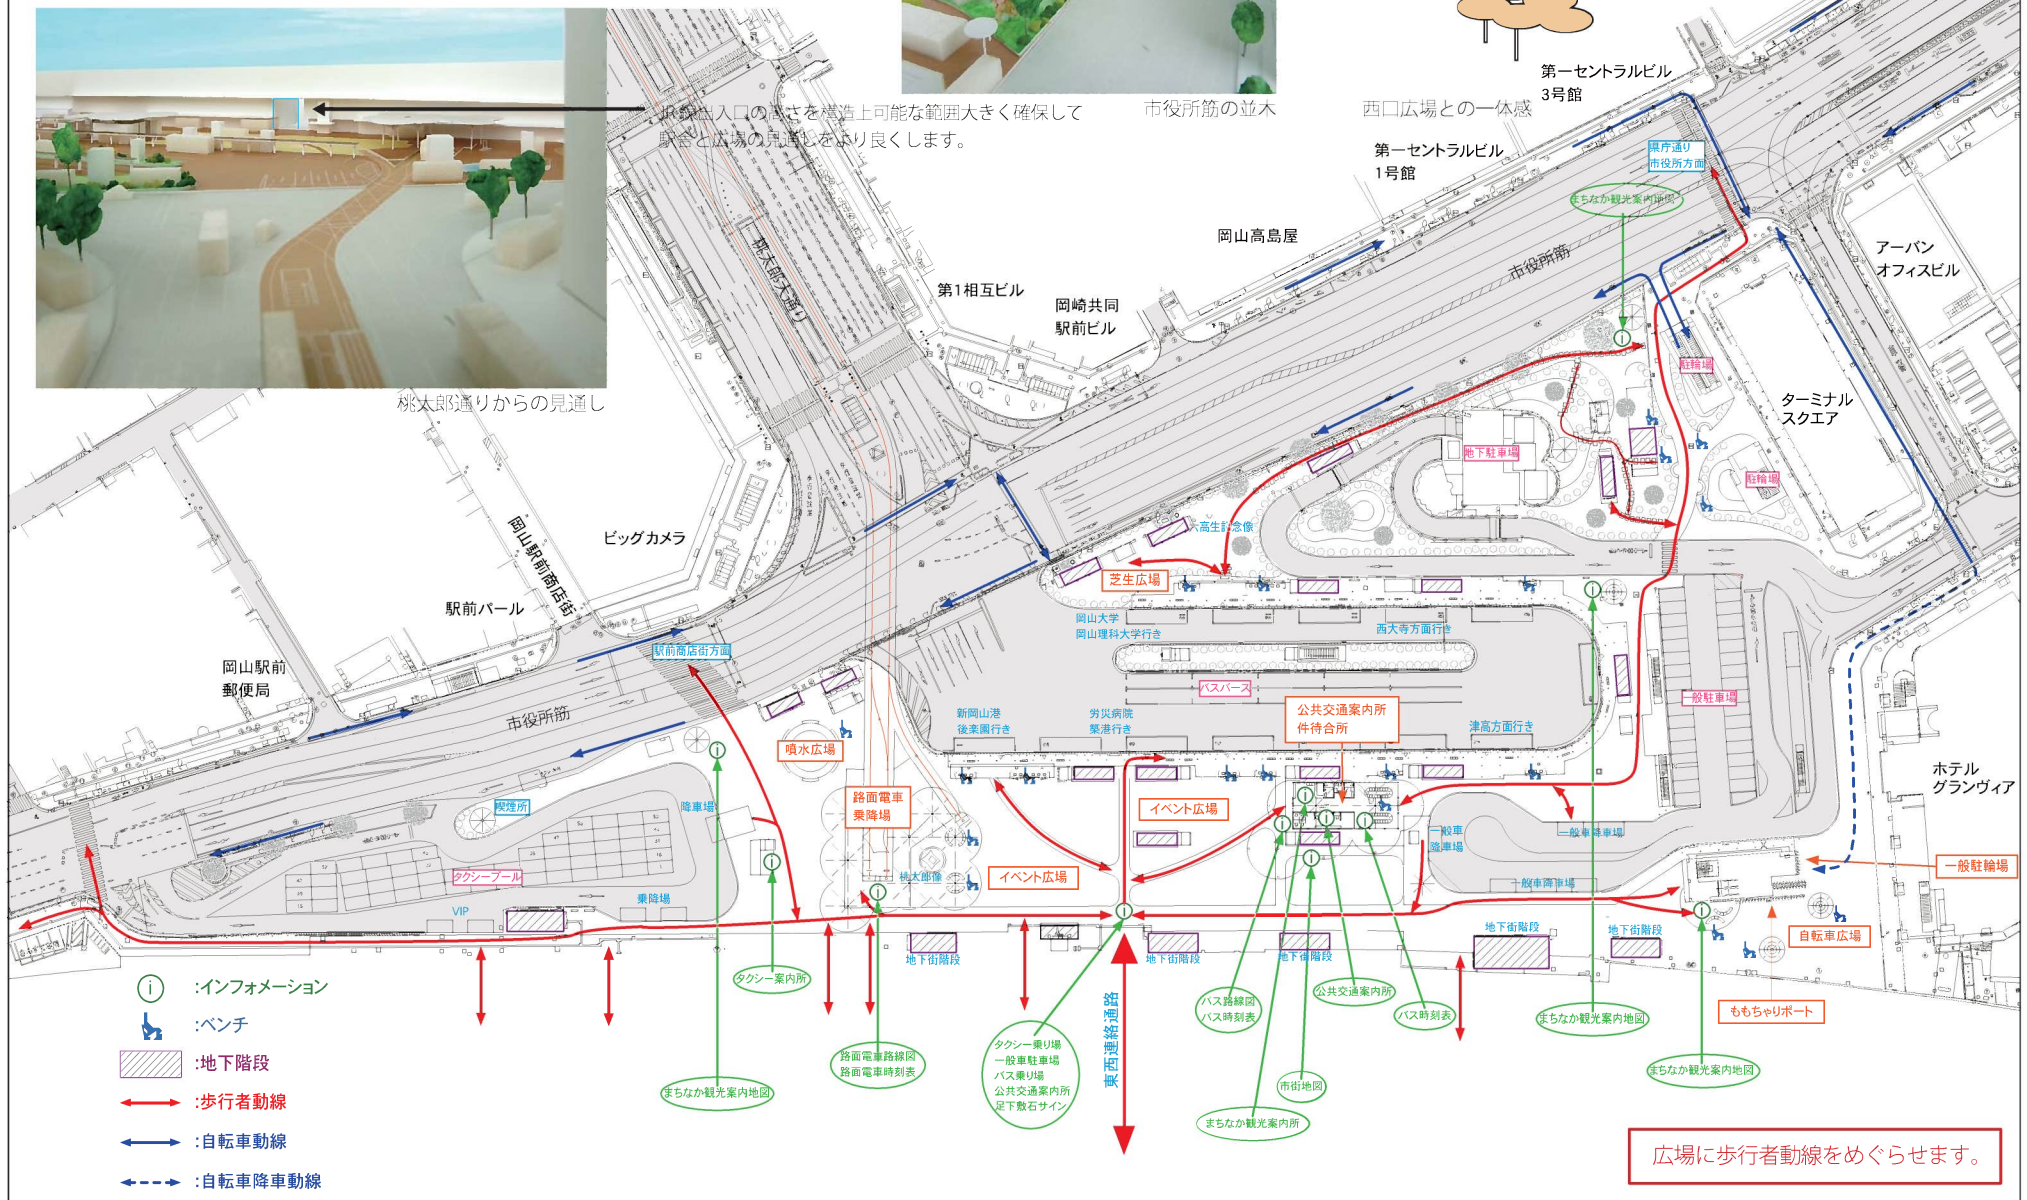 JR線出入口の高さを構造上可能な範囲大きく確保して
駅舎と広場の見通しをより良くします。
市役所筋の並木
西口広場との一体感
桃太郎通りからの見通し
第一セントラルビル
3号館
第一セントラルビル
1号館
県庁通り
市役所方面
まちなか観光案内地図
岡山高島屋
市役所筋
アーバン
オフィスビル
桃太郎大通り
第1相互ビル
岡崎共同
駅前ビル
駐輪場
ターミナル
スクエア
地下駐車場
駐輪場
岡山駅前商店街
ビッグカメラ
六高生記念像
芝生広場
駅前バール
岡山大学
岡山理科大学行き
西大寺方面行き
駅前商店街方面
岡山駅前
郵便局
バスバース
一般駐車場
市役所筋
新岡山港
後楽園行き
労災病院
築港行き
公共交通案内所
件待合所
津高方面行き
噴水広場
ホテル
グランヴィア
喫煙所
降車場
路面電車
乗降場
イベント広場
一般車
降車場
一般車降車場
一般駐輪場
タクシープール
桃太郎像
イベント広場
一般車降車場
VIP
乗降場
地下街階段
地下街階段
自転車広場
地下街階段
地下街階段
地下街階段
タクシー案内所
公共交通案内所
バス路線図
バス時刻表
バス時刻表
まちなか観光案内地図
ももちゃりポート
路面電車路線図
路面電車時刻表
タクシー乗り場
一般車駐車場
バス乗り場
公共交通案内所
足下敷石サイン
東西連絡通路
まちなか観光案内地図
市街地図
まちなか観光案内地図
まちなか観光案内所
:インフォメーション
:ベンチ
:地下階段
:歩行者動線
:自転車動線
:自転車降車動線
広場に歩行者動線をめぐらせます。